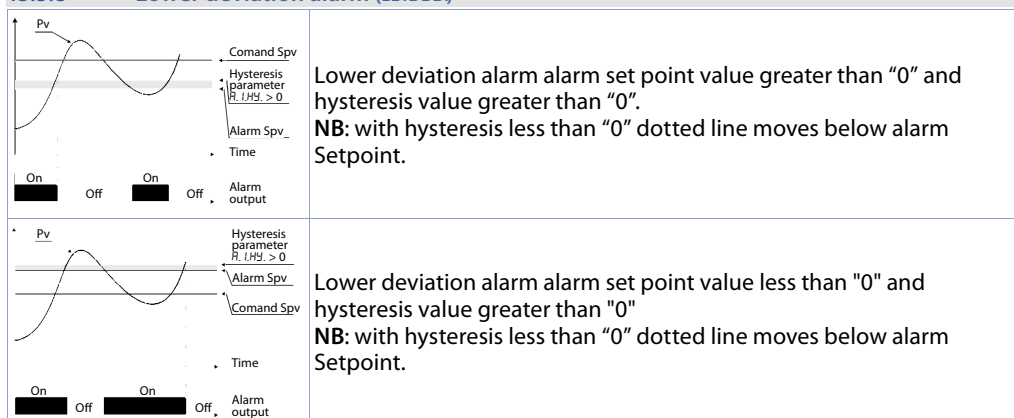 Lower deviation alarm
Pv
Comand Spv
Hysteresis
parameter
A.1.HY. > 0
Alarm Spv
Time
On
Off
On
Off
Alarm
output
Lower deviation alarm alarm set point value greater than “0” and
hysteresis value greater than “0”.
NB: with hysteresis less than “0” dotted line moves below alarm
Setpoint.
Pv
Hysteresis
parameter
A.1.HY. > 0
Alarm Spv
Comand Spv
Time
On
Off
On
Off
Alarm
output
Lower deviation alarm alarm set point value less than "0" and
hysteresis value greater than "0"
NB: with hysteresis less than “0” dotted line moves below alarm
Setpoint.